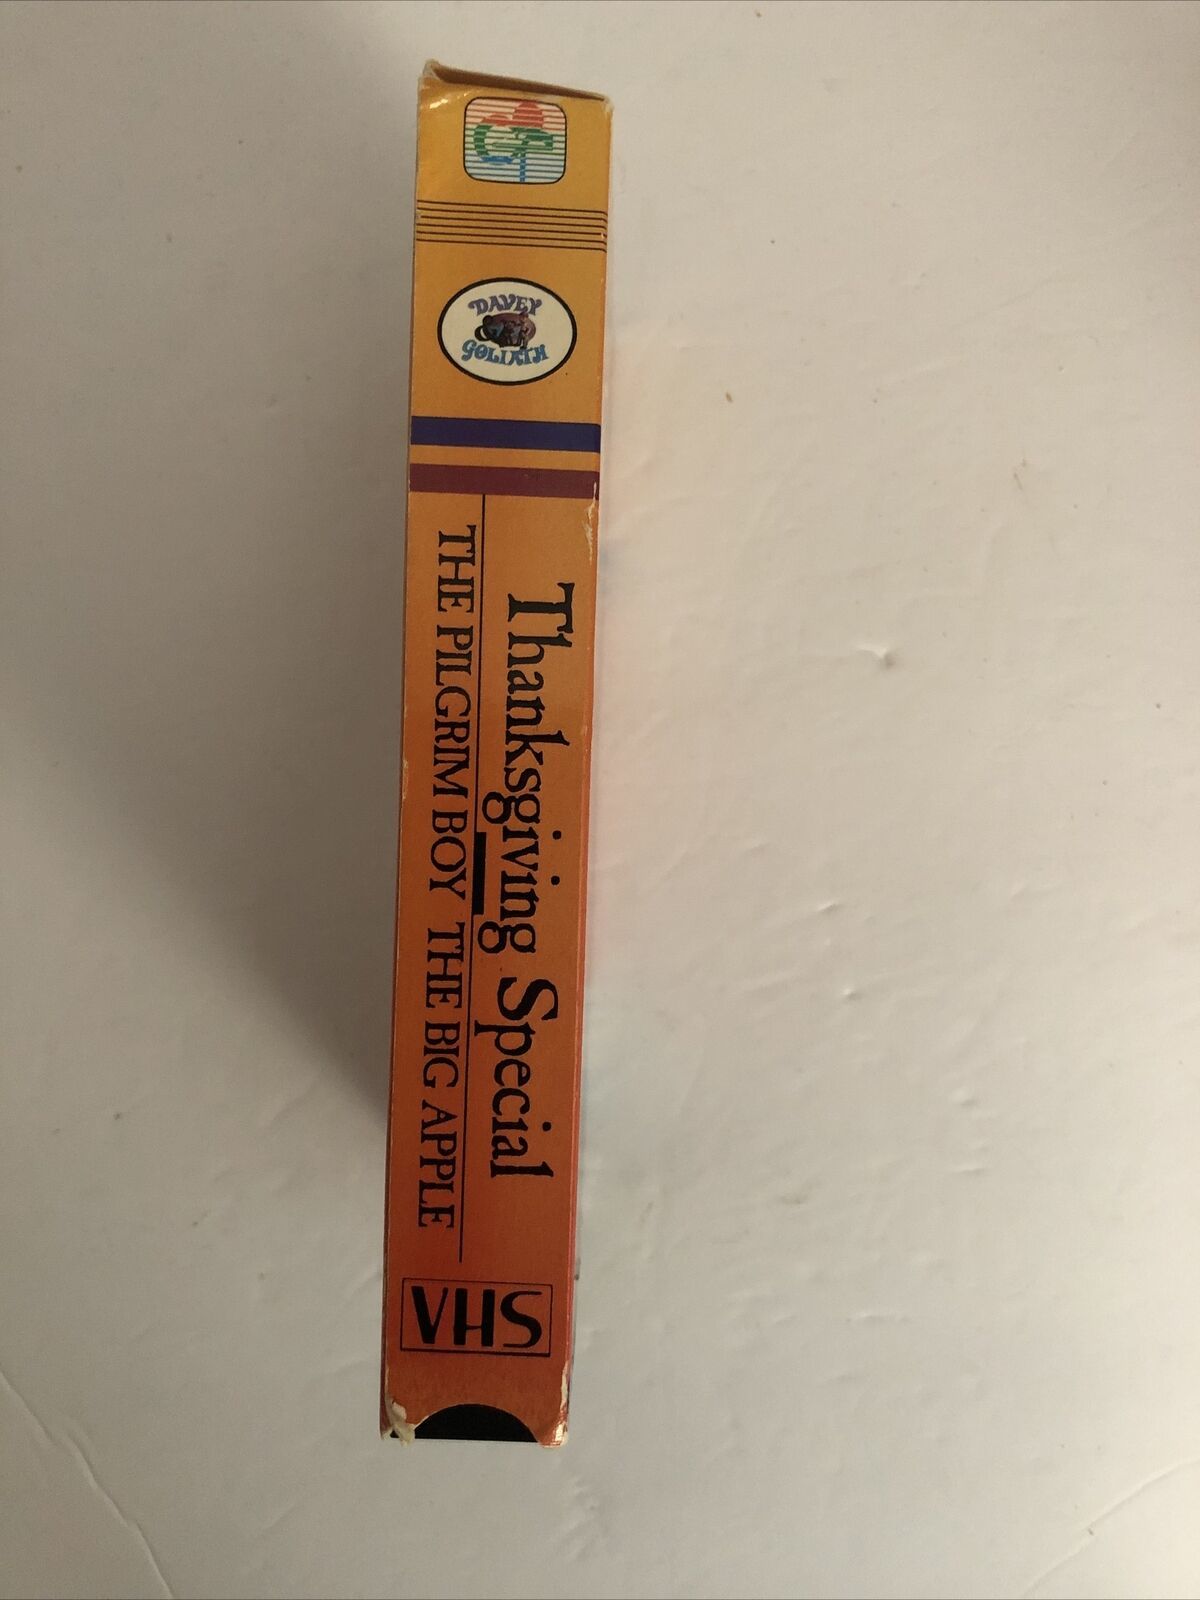 DAVEY
GOLIATH
Thanksgiving Special
THE PILGRIM BOY THE BIG APPLE
VHS